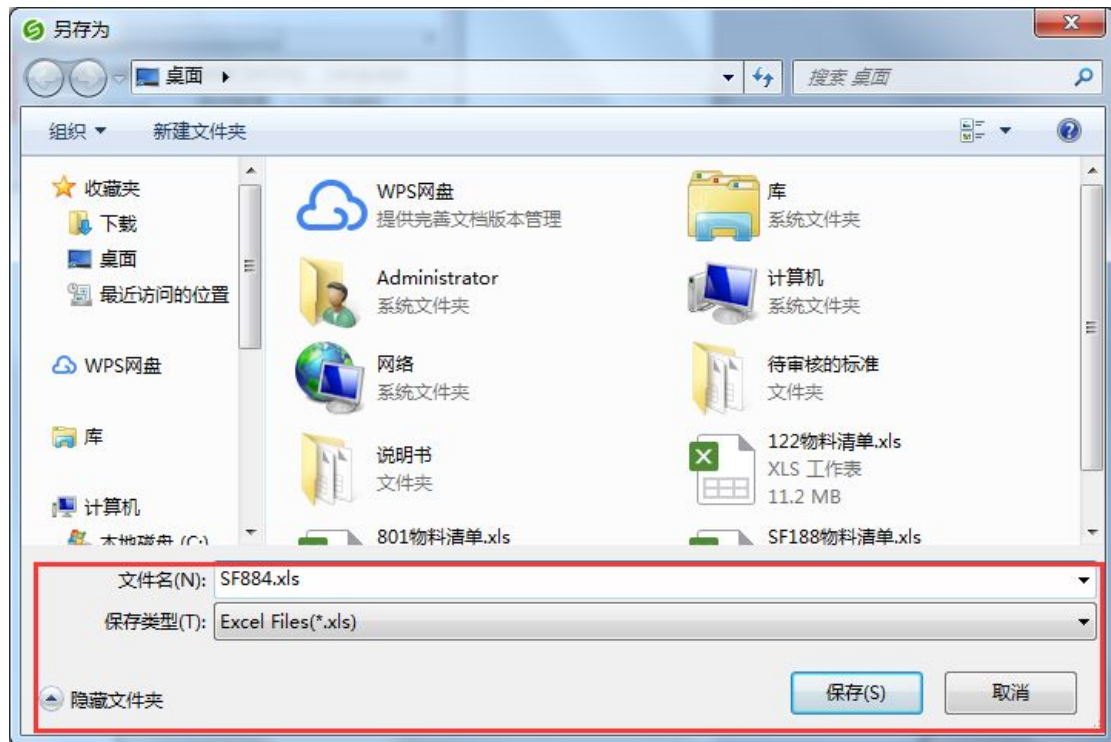 另存为
桌面
搜索 桌面
组织
新建文件夹
收藏夹
下载
桌面
最近访问的位置
WPS网盘
库
计算机
本地磁盘 (C:)
WPS网盘
提供完善文档版本管理
库
系统文件夹
Administrator
系统文件夹
计算机
系统文件夹
网络
系统文件夹
待审核的标准
文件夹
说明书
文件夹
122物料清单.xls
XLS 工作表
11.2 MB
801物料清单.xls
SF188物料清单.xls
文件名(N): SF884.xls
保存类型(T): Excel Files(*.xls)
隐藏文件夹
保存(S)
取消